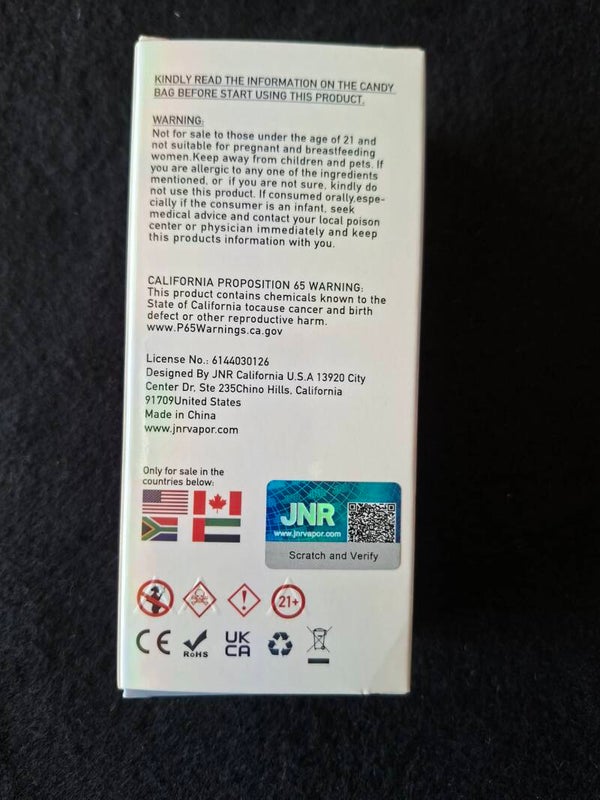 KINDLY READ THE INFORMATION ON THE CANDY
BAG BEFORE START USING THIS PRODUCT.
WARNING:
Not for sale to those under the age of 21 and
not suitable for pregnant and breastfeeding
women.Keep away from children and pets. If
you are allergic to any one of the ingredients
mentioned, or if you are not sure, kindly do
not use this product. If consumed orally,espe-
cially if the consumer is an infant, seek
medical advice and contact your local poison
center or physician immediately and keep
this products information with you.
CALIFORNIA PROPOSITION 65 WARNING:
This product contains chemicals known to the
State of California tocause cancer and birth
defect or other reproductive harm.
www.P65Warnings.ca.gov
License No.: 6144030126
Designed By JNR California U.S.A 13920 City
Center Dr. Ste 235Chino Hills, California
91709United States
Made in China
www.jnrvapor.com
Only for sale in the
countries below:
JNR
www.jnrvapor.com
Scratch and Verify
21+
CE
RoHS
UK
CA